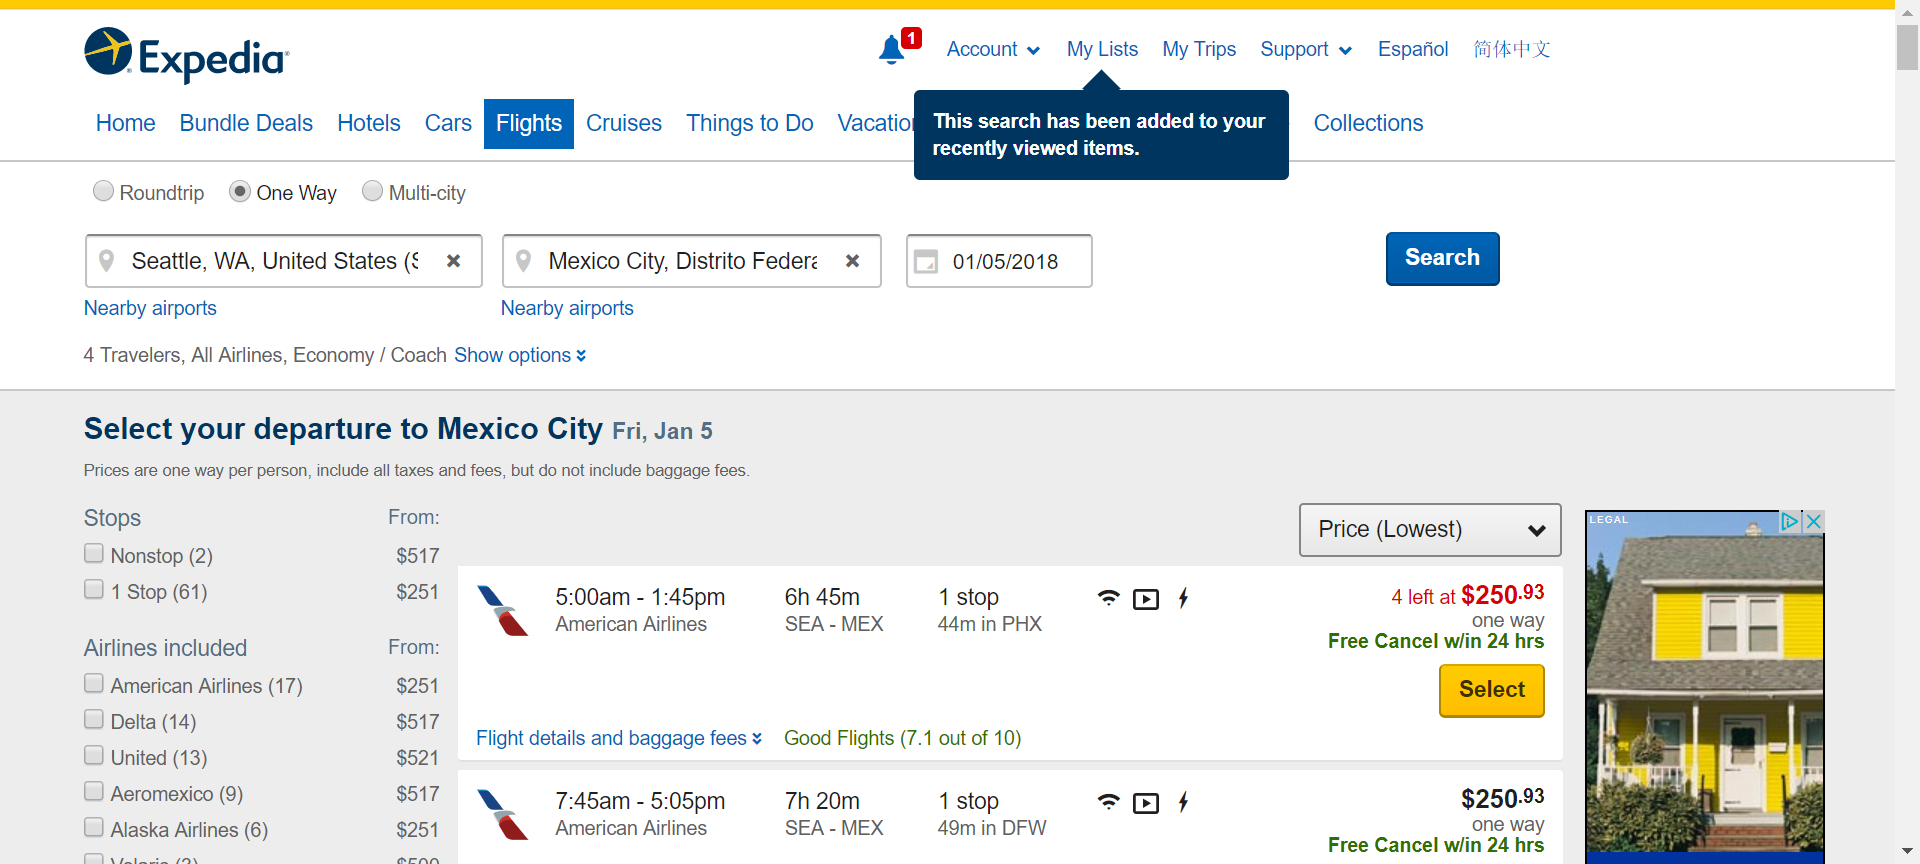 Expedia
1
Account
My Lists
My Trips
Support
Español
简体中文
Home
Bundle Deals
Hotels
Cars
Flights
Cruises
Things to Do
Collections
This search has been added to your
recently viewed items.
Roundtrip
One Way
Multi-city
Seattle, WA, United States (S
Mexico City, Distrito Federa
01/05/2018
Search
Nearby airports
Nearby airports
4 Travelers, All Airlines, Economy / Coach Show options
Select your departure to Mexico City Fri, Jan 5
Prices are one way per person, include all taxes and fees, but do not include baggage fees.
Stops From:
Nonstop (2) $517
1 Stop (61) $251
Airlines included From:
American Airlines (17) $251
Delta (14) $517
United (13) $521
Aeromexico (9) $517
Alaska Airlines (6) $251
Price (Lowest)
5:00am - 1:45pm 6h 45m 1 stop 4 left at $250.93
American Airlines SEA - MEX 44m in PHX one way
Free Cancel w/in 24 hrs
Select
Flight details and baggage fees Good Flights (7.1 out of 10)
7:45am - 5:05pm 7h 20m 1 stop $250.93
American Airlines SEA - MEX 49m in DFW one way
Free Cancel w/in 24 hrs
LEGAL